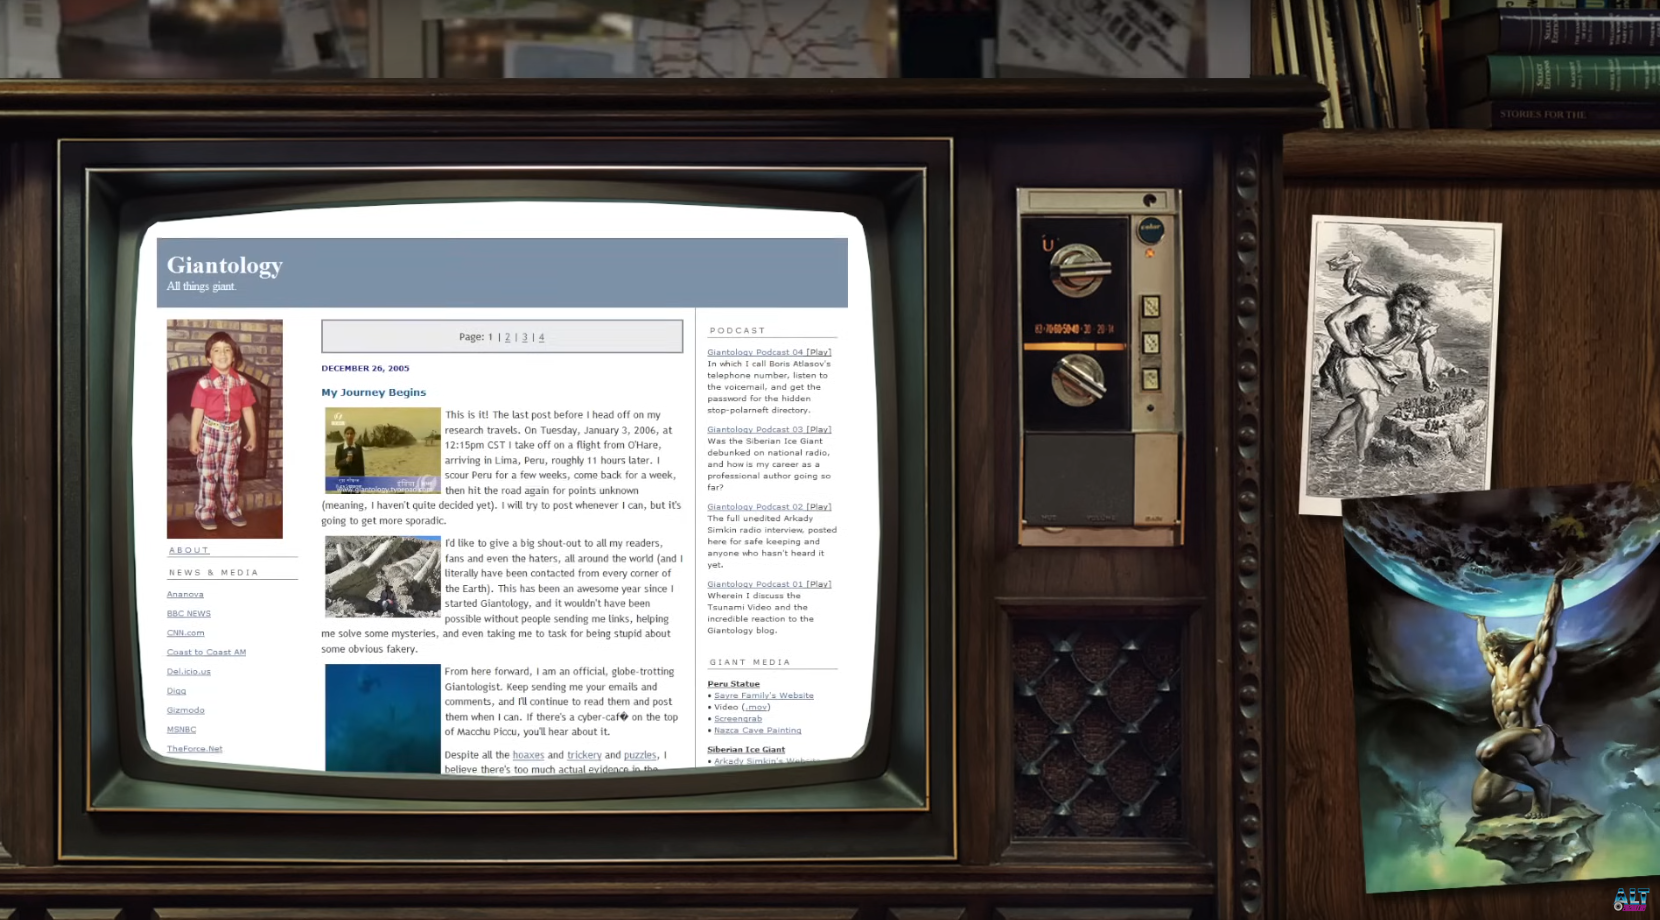 SELECT EDITIONS
SELECT EDITIONS
STORIES FOR THE
Giantology
All things giant.
ABOUT
NEWS & MEDIA
Ananova
BBC NEWS
CNN.com
Coast to Coast AM
Del.icio.us
Digg
Gizmodo
MSNBC
TheForce.Net
Page: 1 | 2 | 3 | 4
DECEMBER 26, 2005
My Journey Begins
This is it! The last post before I head off on my
research travels. On Tuesday, January 3, 2006, at
12:15pm CST I take off on a flight from O'Hare,
arriving in Lima, Peru, roughly 11 hours later. I
scour Peru for a few weeks, come back for a week,
then hit the road again for points unknown
(meaning, I haven't quite decided yet). I will try to post whenever I can, but it's
going to get more sporadic.
I'd like to give a big shout-out to all my readers,
fans and even the haters, all around the world (and I
literally have been contacted from every corner of
the Earth). This has been an awesome year since I
started Giantology, and it wouldn't have been
possible without people sending me links, helping
me solve some mysteries, and even taking me to task for being stupid about
some obvious fakery.
From here forward, I am an official, globe-trotting
Giantologist. Keep sending me your emails and
comments, and I'll continue to read them and post
them when I can. If there's a cyber-caf� on the top
of Macchu Piccu, you'll hear about it.
Despite all the hoaxes and trickery and puzzles, I
believe there's too much actual evidence in the
PODCAST
Giantology Podcast 04 [Play]
In which I call Boris Atlasov's
telephone number, listen to
the voicemail, and get the
password for the hidden
stop-polarneft directory.
Giantology Podcast 03 [Play]
Was the Siberian Ice Giant
debunked on national radio,
and how is my career as a
professional author going so
far?
Giantology Podcast 02 [Play]
The full unedited Arkady
Simkin radio interview, posted
here for safe keeping and
anyone who hasn't heard it
yet.
Giantology Podcast 01 [Play]
Wherein I discuss the
Tsunami Video and the
incredible reaction to the
Giantology blog.
GIANT MEDIA
Peru Statue
• Sayre Family's Website
• Video (.mov)
• Screengrab
• Nazca Cave Painting
Siberian Ice Giant
• Arkady Simkin's Website
U
color
ALT